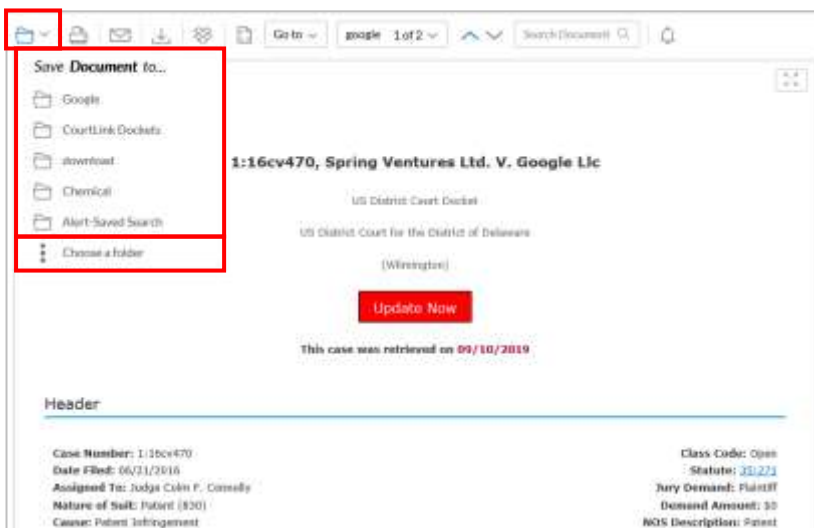 Go to
google 1 of 2
Search Document
Save Document to...
Google
CourtLink Dockets
download
Chemical
Alert-Saved Search
Choose a folder
1:16cv470, Spring Ventures Ltd. V. Google Llc
US District Court Docket
US District Court for the District of Delaware
(Wilmington)
Update Now
This case was retrieved on 09/10/2019
Header
Case Number: 1:16cv470
Date Filed: 06/21/2016
Assigned To: Judge Colm F. Connolly
Nature of Suit: Patent (830)
Cause: Patent Infringement
Class Code: Open
Statute: 35:271
Jury Demand: Plaintiff
Demand Amount: $0
NOS Description: Patent